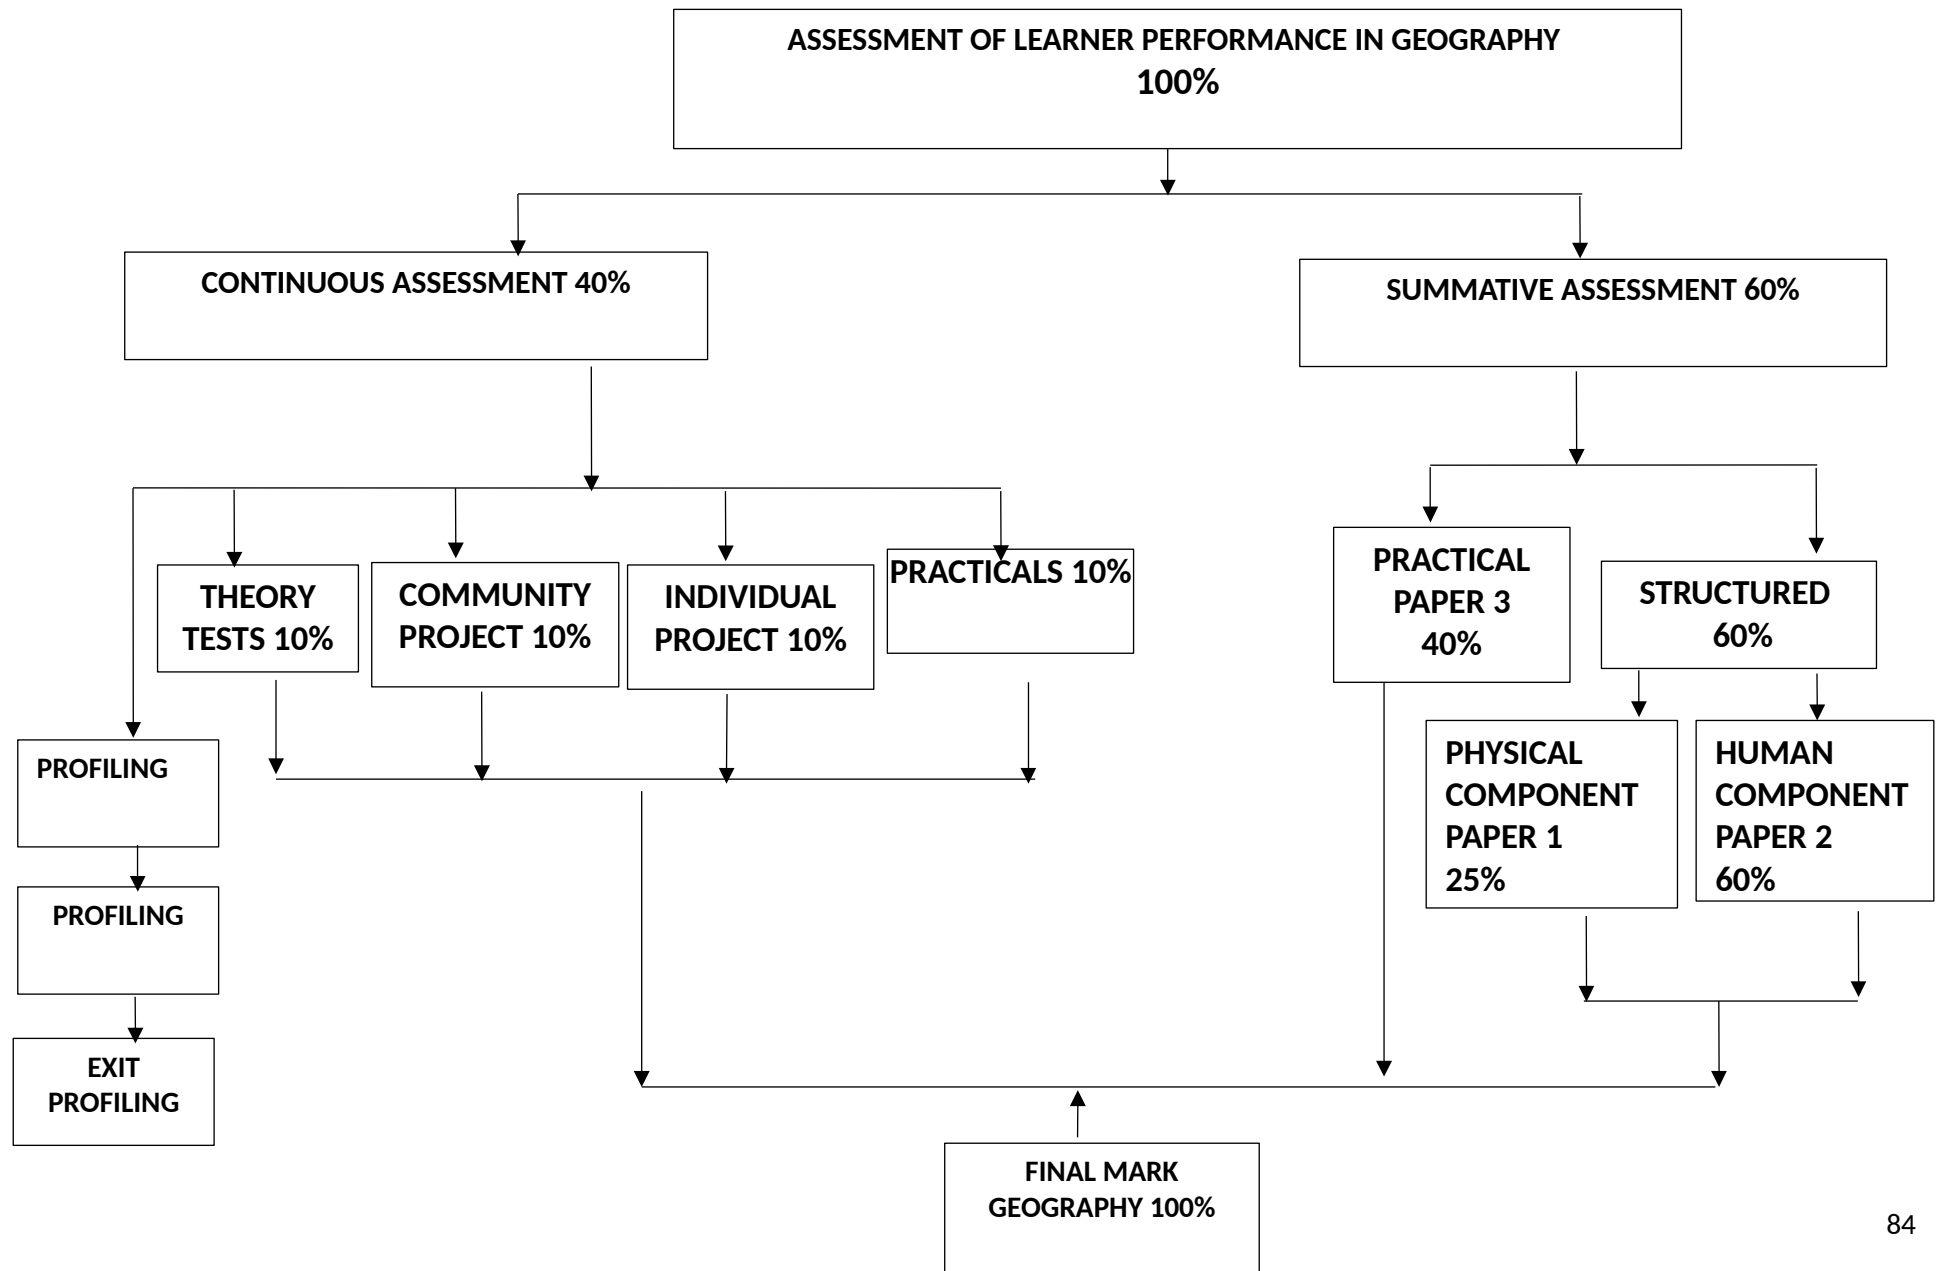 ASSESSMENT OF LEARNER PERFORMANCE IN GEOGRAPHY
100%
CONTINUOUS ASSESSMENT 40%
SUMMATIVE ASSESSMENT 60%
THEORY
TESTS 10%
COMMUNITY
PROJECT 10%
INDIVIDUAL
PROJECT 10%
PRACTICALS 10%
PRACTICAL
PAPER 3
40%
STRUCTURED
60%
PROFILING
PHYSICAL
COMPONENT
PAPER 1
25%
HUMAN
COMPONENT
PAPER 2
60%
PROFILING
EXIT
PROFILING
FINAL MARK
GEOGRAPHY 100%
84